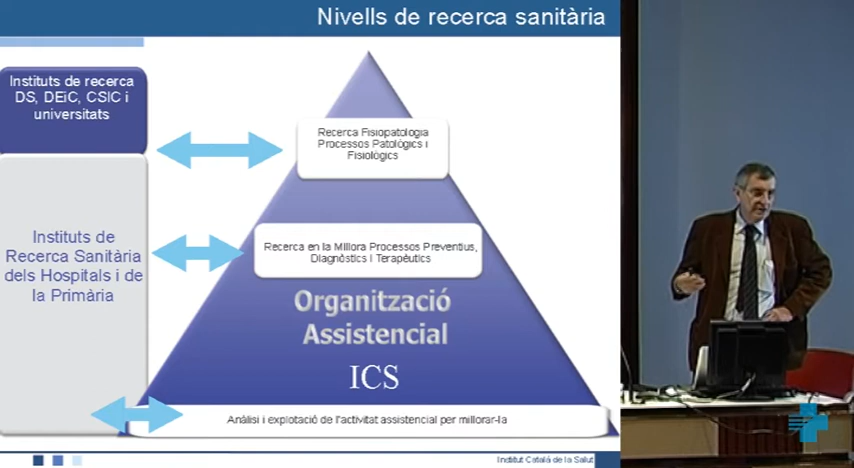 Nivells de recerca sanitària
Instituts de recerca
DS, DEiC, CSIC i
universitats
Recerca Fisiopatologia
Processos Patològics i
Fisiològics
Instituts de
Recerca Sanitària
dels Hospitals i de
la Primària
Recerca en la Millora Processos Preventius,
Diagnòstics i Terapèutics
Organització
Assistencial
ICS
Anàlisi i explotació de l'activitat assistencial per millorar-la
Institut Català de la Salut